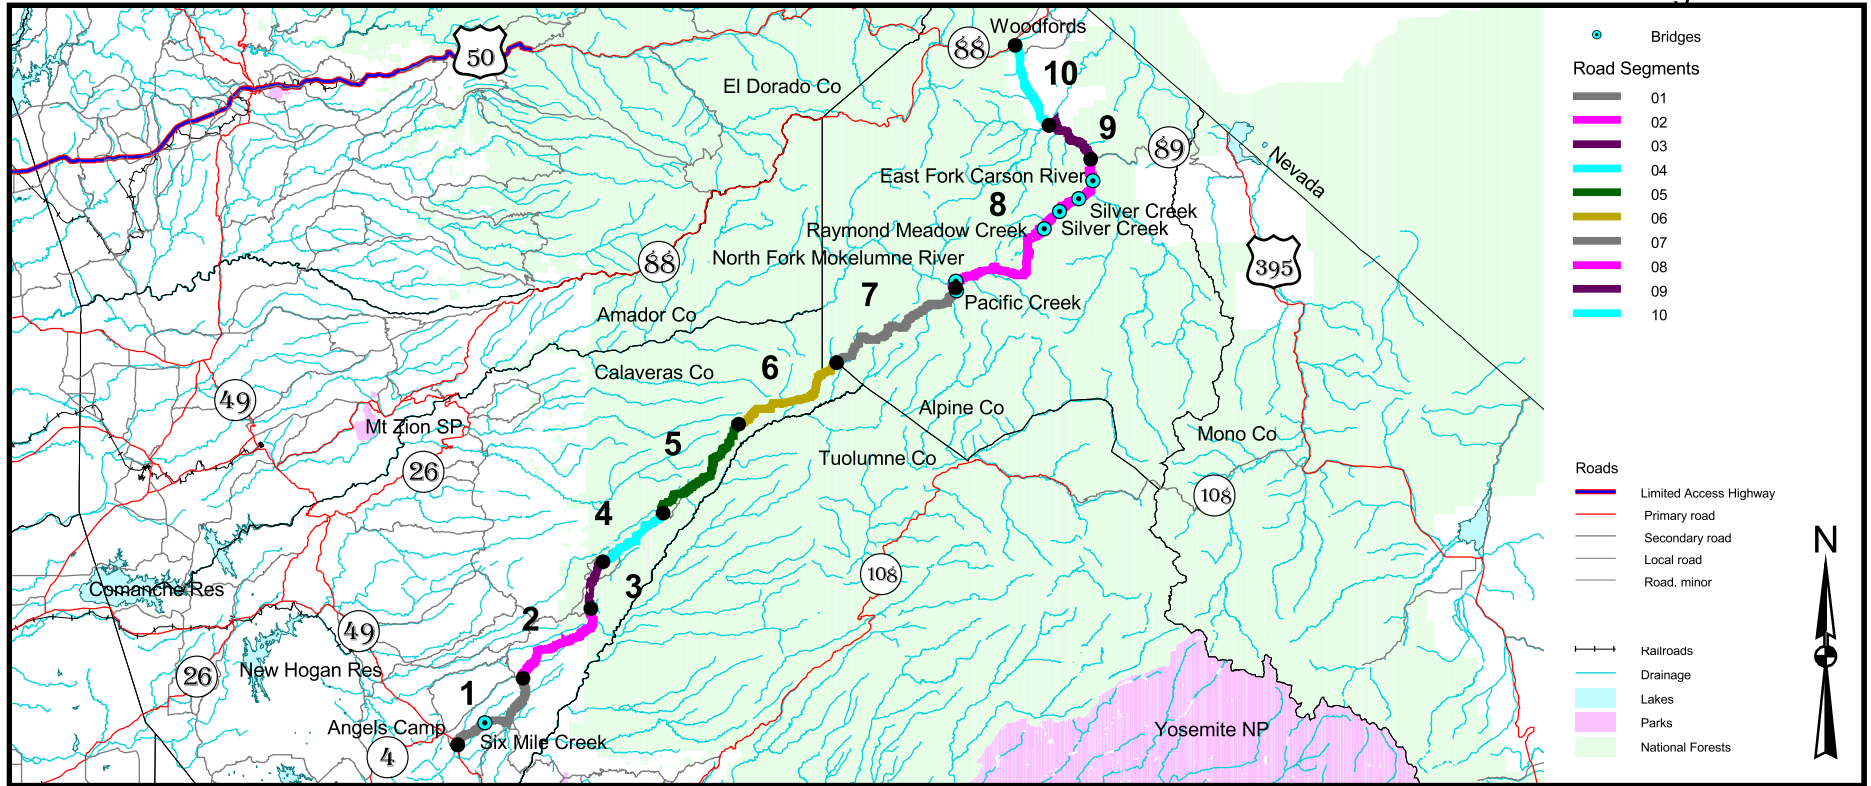 Woodfords
88
50
10
El Dorado Co
9
89
Nevada
East Fork Carson River
8
Silver Creek
Raymond Meadow Creek
Silver Creek
88
North Fork Mokelumne River
395
7
Pacific Creek
Amador Co
6
Calaveras Co
49
Alpine Co
Mt Zion SP
5
Mono Co
26
Tuolumne Co
108
4
108
Comanche Res
3
2
49
New Hogan Res
26
1
Angels Camp
Six Mile Creek
4
Yosemite NP
Bridges
Road Segments
01
02
03
04
05
06
07
08
09
10
Roads
Limited Access Highway
Primary road
Secondary road
Local road
Road, minor
Railroads
Drainage
Lakes
Parks
National Forests
N